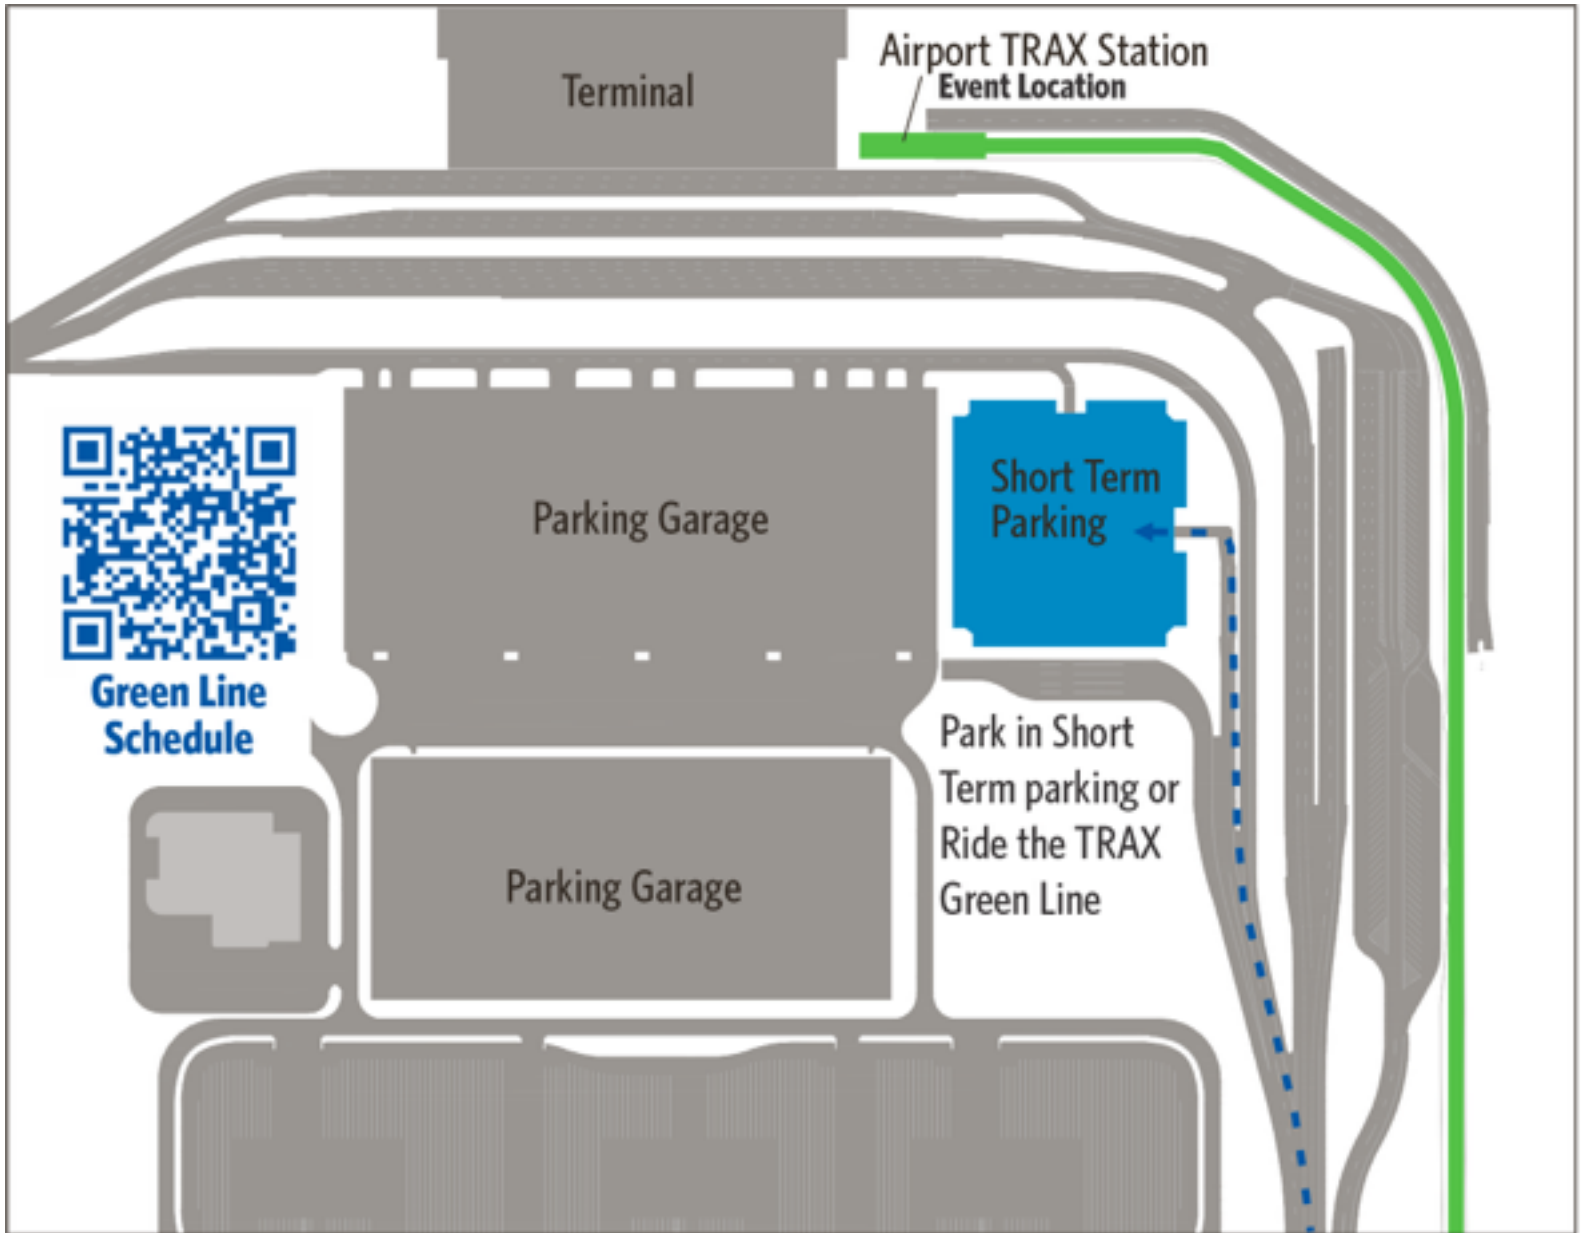 Terminal
Airport TRAX Station
Event Location
Short Term
Parking
Parking Garage
Green Line
Schedule
Park in Short
Term parking or
Ride the TRAX
Green Line
Parking Garage